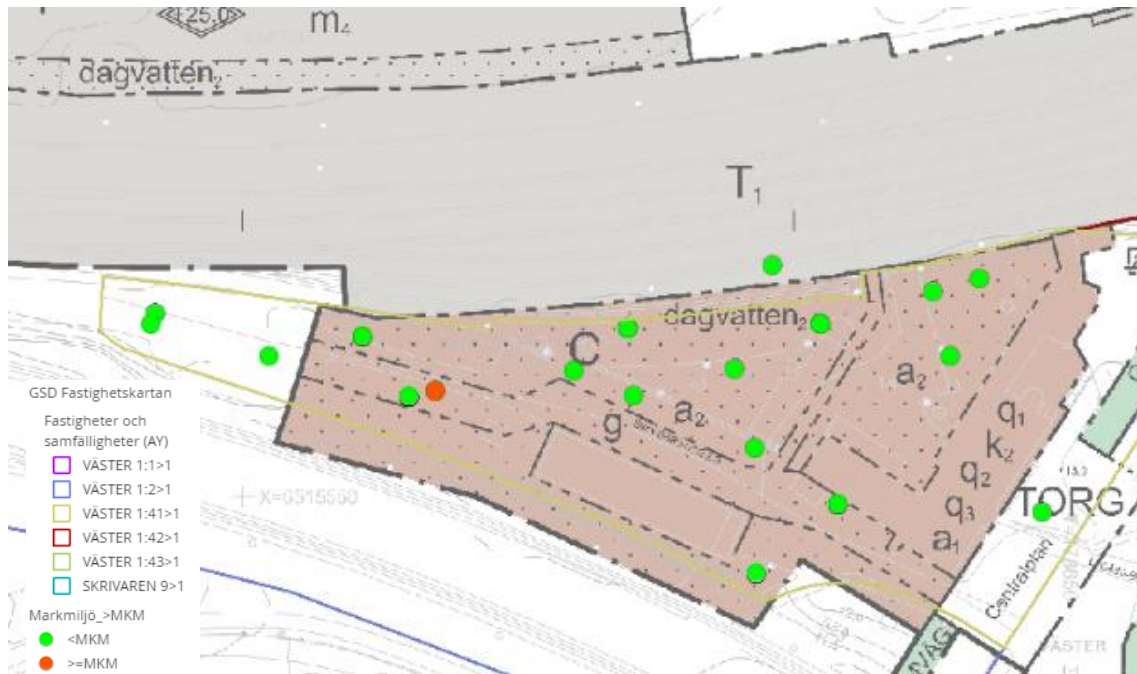 +25,0
m₄
dagvatten₂
T₁
dagvatten₂
C
a₂
a₂
g
q₁
k₂
q₂
q₃
a₁
TORG
Centralplan
X=6515550
VÄSTER
GSD Fastighetskartan
Fastigheter och
samfälligheter (AY)
VÄSTER 1:1>1
VÄSTER 1:2>1
VÄSTER 1:41>1
VÄSTER 1:42>1
VÄSTER 1:43>1
SKRIVAREN 9>1
Markmiljö_>MKM
<MKM
>=MKM